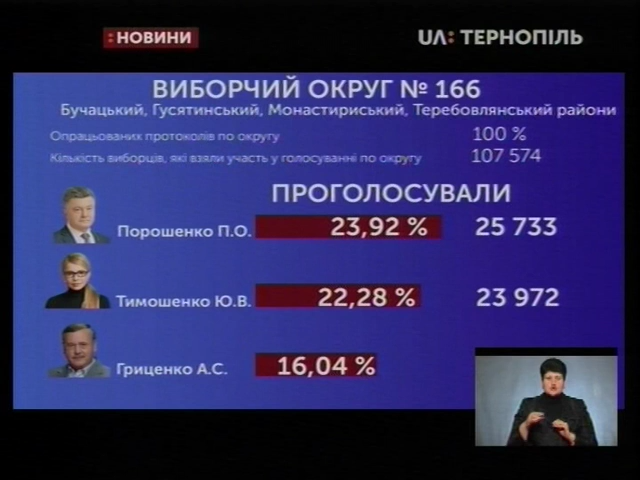 :НОВИНИ
UA: ТЕРНОПІЛЬ
ВИБОРЧИЙ ОКРУГ № 166
Бучацький, Гусятинський, Монастириський, Теребовлянський райони
Опрацьованих протоколів по округу 100 %
Кількість виборців, які взяли участь у голосуванні по округу 107 574
ПРОГОЛОСУВАЛИ
Порошенко П.О. 23,92 % 25 733
Тимошенко Ю.В. 22,28 % 23 972
Гриценко А.С. 16,04 %